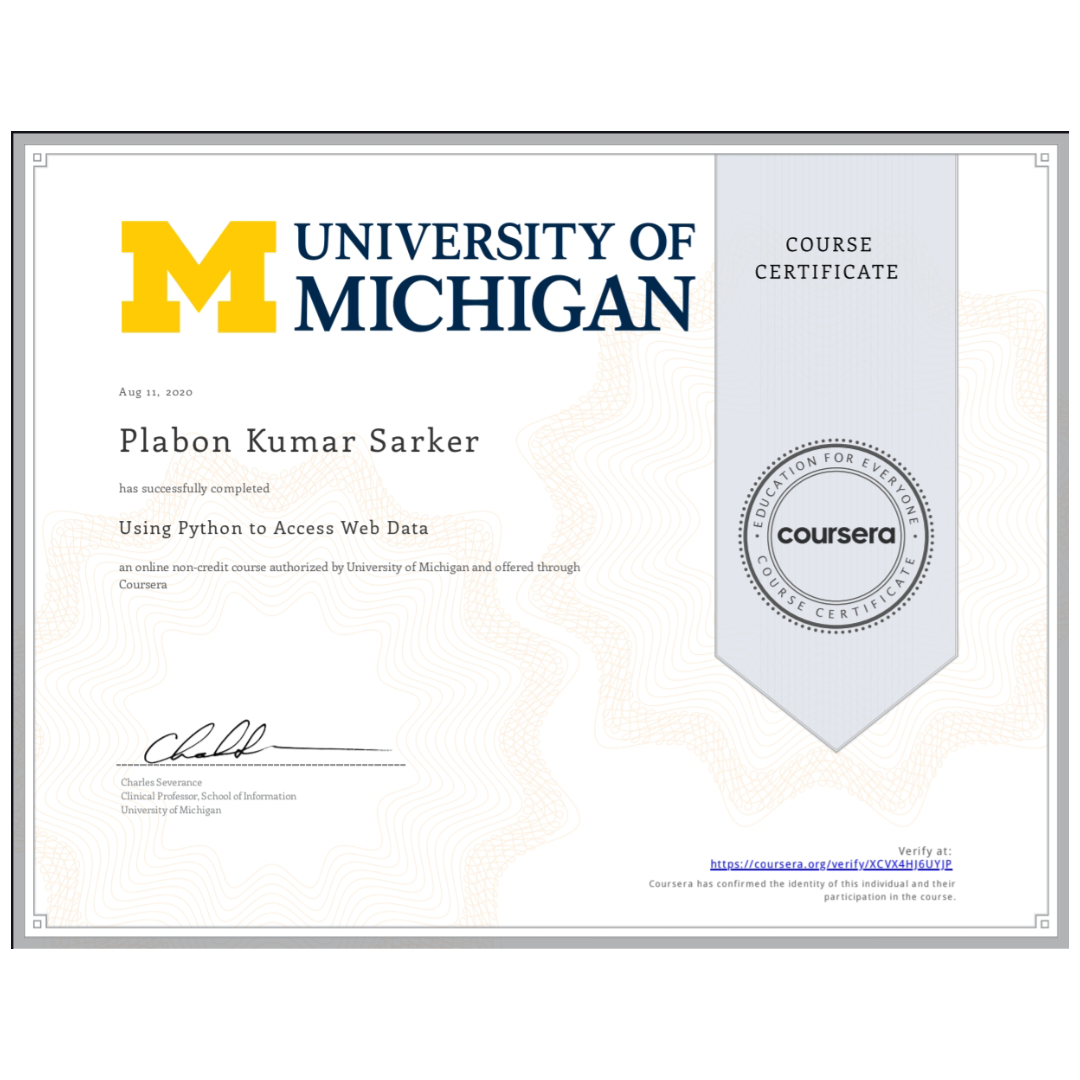 UNIVERSITY OF
MICHIGAN
COURSE
CERTIFICATE
Aug 11, 2020
Plabon Kumar Sarker
has successfully completed
Using Python to Access Web Data
an online non-credit course authorized by University of Michigan and offered through
Coursera
EDUCATION FOR EVERYONE
coursera
COURSE CERTIFICATE
Charles Severance
Clinical Professor, School of Information
University of Michigan
Verify at:
https://coursera.org/verify/XCVX4HJ6UYJP
Coursera has confirmed the identity of this individual and their
participation in the course.